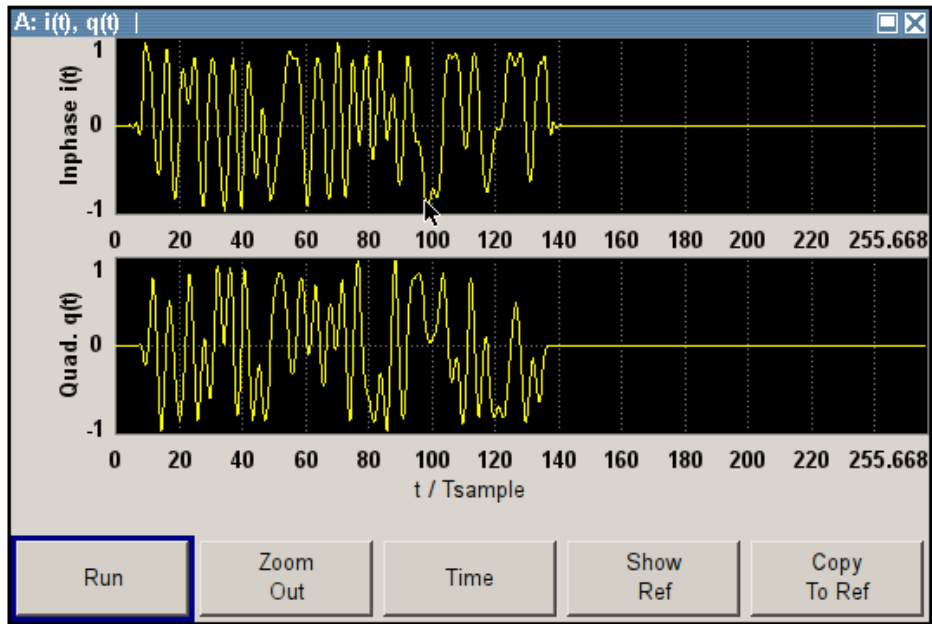 A: i(t), q(t) |
Inphase i(t)
1
0
-1
0 20 40 60 80 100 120 140 160 180 200 220 255.668
Quad. q(t)
1
0
-1
0 20 40 60 80 100 120 140 160 180 200 220 255.668
t / Tsample
Run
Zoom
Out
Time
Show
Ref
Copy
To Ref